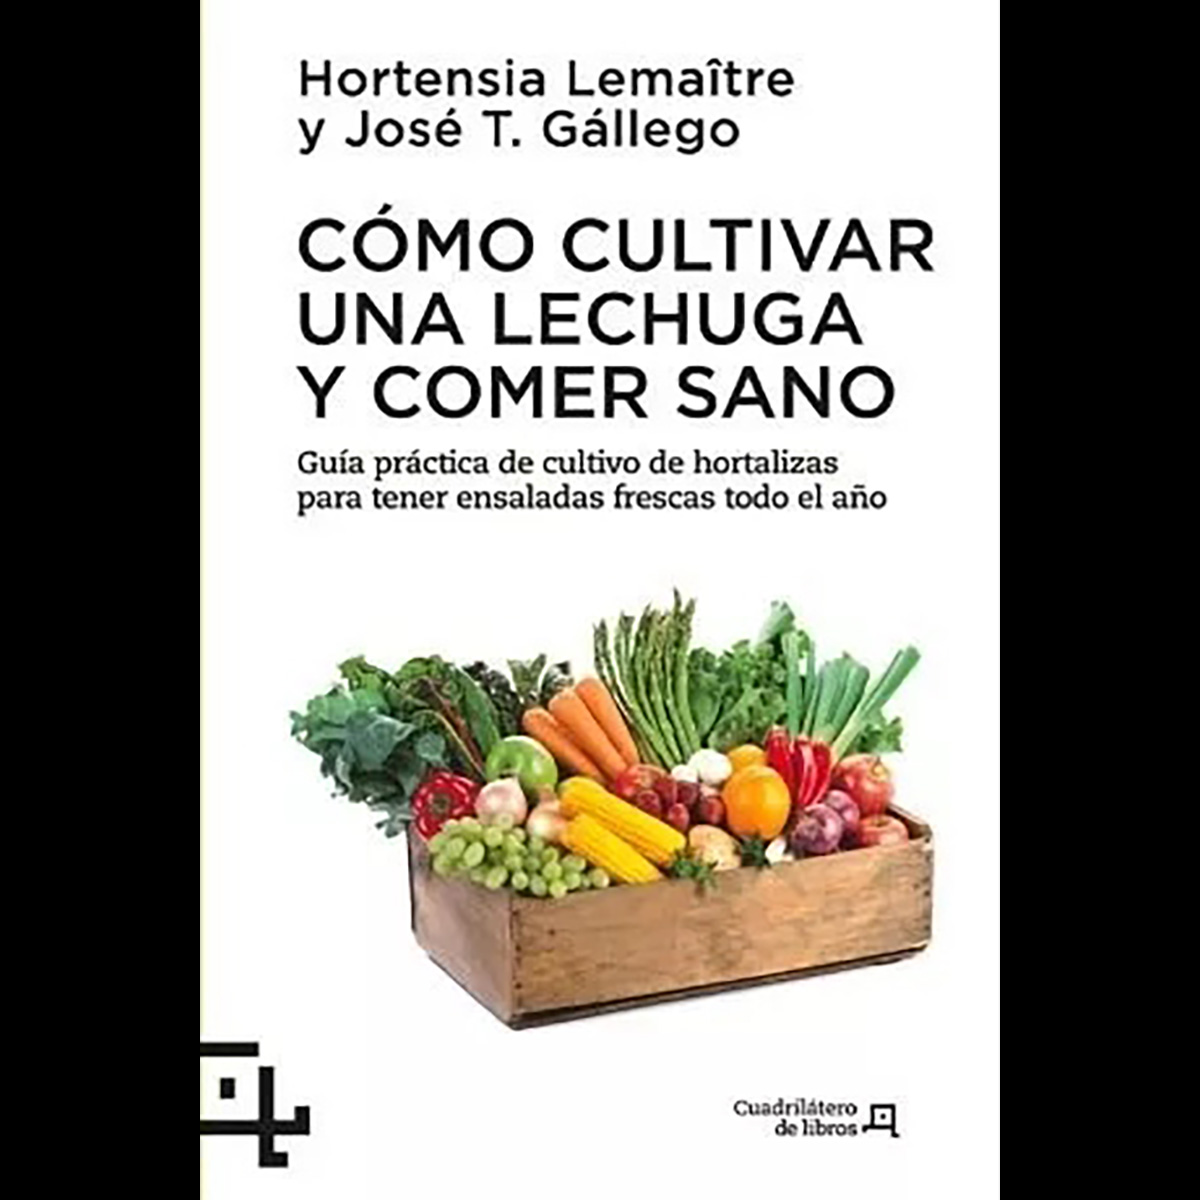 Hortensia Lemaître
y José T. Gállego
CÓMO CULTIVAR
UNA LECHUGA
Y COMER SANO
Guía práctica de cultivo de hortalizas
para tener ensaladas frescas todo el año
Cuadrilátero
de libros